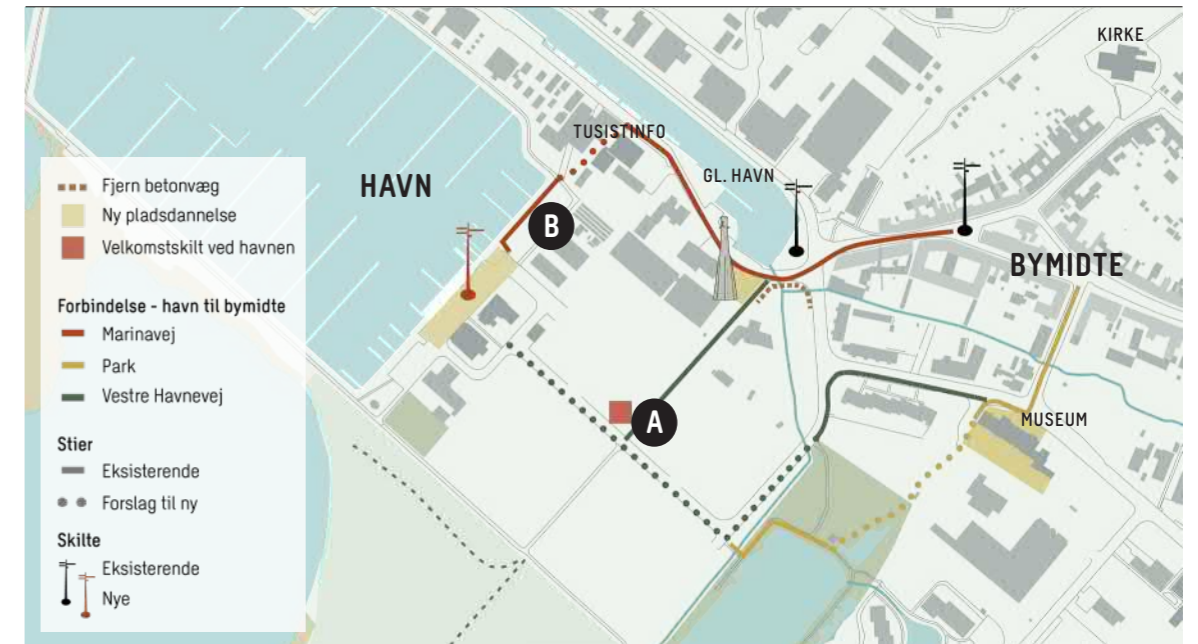 KIRKE
TUSISTINFO
GL. HAVN
HAVN
B
BYMIDTE
A
MUSEUM
Fjern betonvæg
Ny pladsdannelse
Velkomstskilt ved havnen
Forbindelse - havn til bymidte
Marinavej
Park
Vestre Havnevej
Stier
Eksisterende
Forslag til ny
Skilte
Eksisterende
Nye